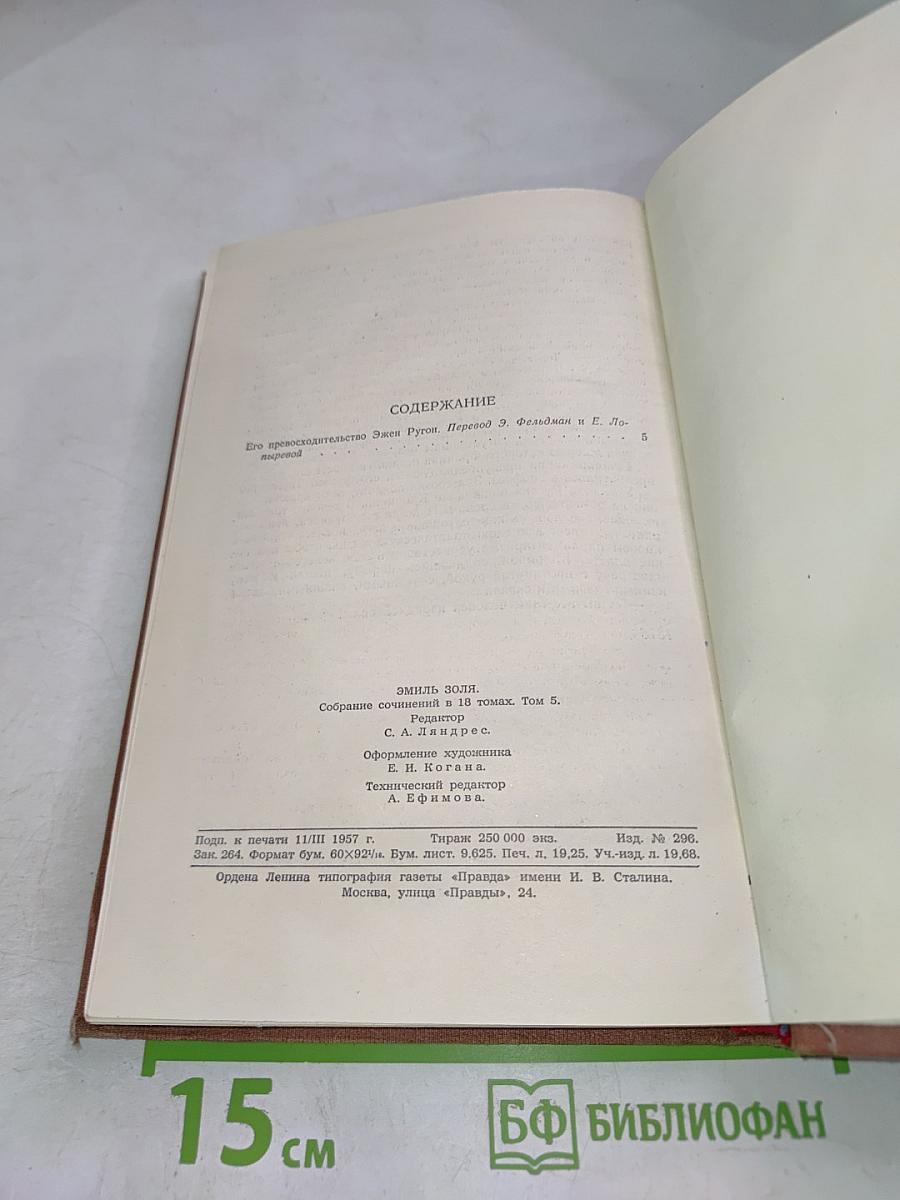 СОДЕРЖАНИЕ
Его превосходительство Эжен Ругон. Перевод Э. Фельдман и Е. Ло-
пыревой . . . . . . . . . . . . . . . . . . 5
ЭМИЛЬ ЗОЛЯ.
Собрание сочинений в 18 томах. Том 5.
Редактор
С. А. Ляндрес.
Оформление художника
Е. И. Когана.
Технический редактор
А. Ефимова.
Подп. к печати 11/III 1957 г. Тираж 250 000 экз. Изд. № 296.
Зак. 264. Формат бум. 60×92¹/₁₆. Бум. лист. 9,625. Печ. л. 19,25. Уч.-изд. л. 19,68.
Ордена Ленина типография газеты «Правда» имени И. В. Сталина.
Москва, улица «Правды», 24.
15 см
БФ БИБЛИОФАН